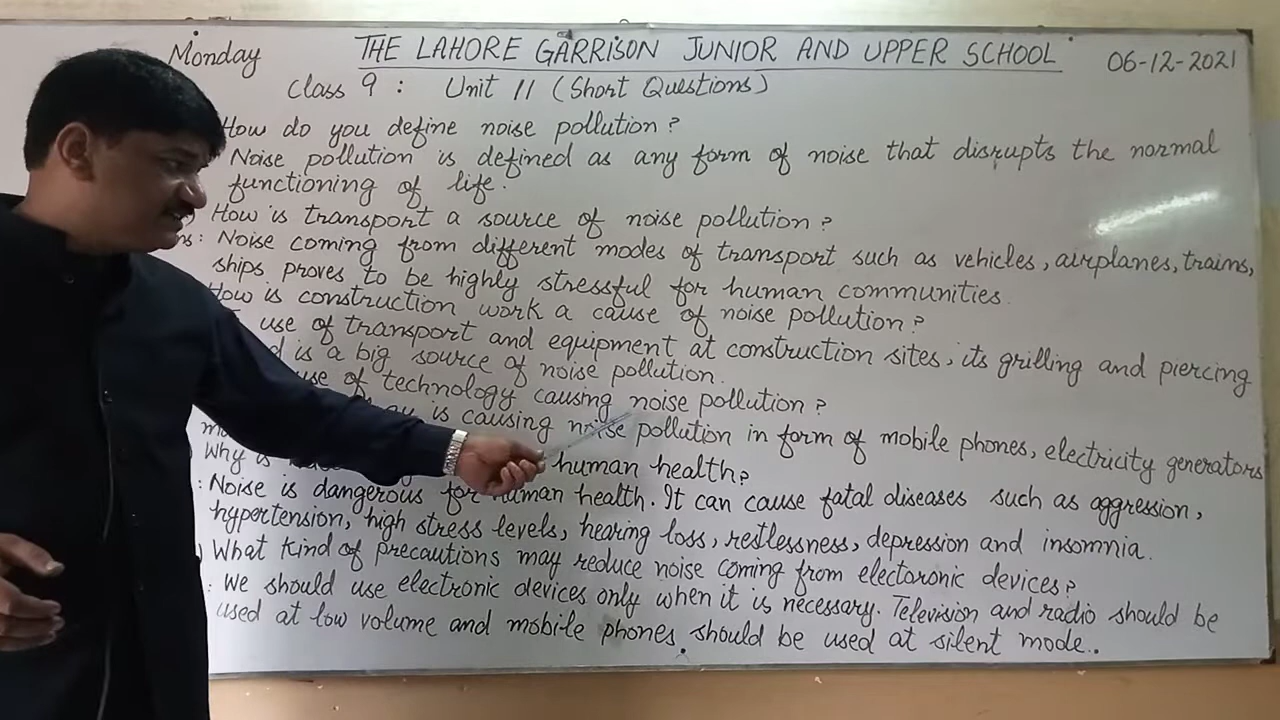 Monday THE LAHORE GARRISON JUNIOR AND UPPER SCHOOL 06-12-2021
Class 9 : Unit 11 (Short Questions)
How do you define noise pollution?
Noise pollution is defined as any form of noise that disrupts the normal
functioning of life.
) How is transport a source of noise pollution?
ns: Noise coming from different modes of transport such as vehicles, airplanes, trains,
ships proves to be highly stressful for human communities.
How is construction work a cause of noise pollution?
use of transport and equipment at construction sites, its grilling and piercing
is a big source of noise pollution.
use of technology causing noise pollution?
is causing noise pollution in form of mobile phones, electricity generators
Why is human health?
: Noise is dangerous for human health. It can cause fatal diseases such as aggression,
hypertension, high stress levels, hearing loss, restlessness, depression and insomnia.
) What kind of precautions may reduce noise coming from electoronic devices?
: We should use electronic devices only when it is necessary. Television and radio should be
used at low volume and mobile phones should be used at silent mode.